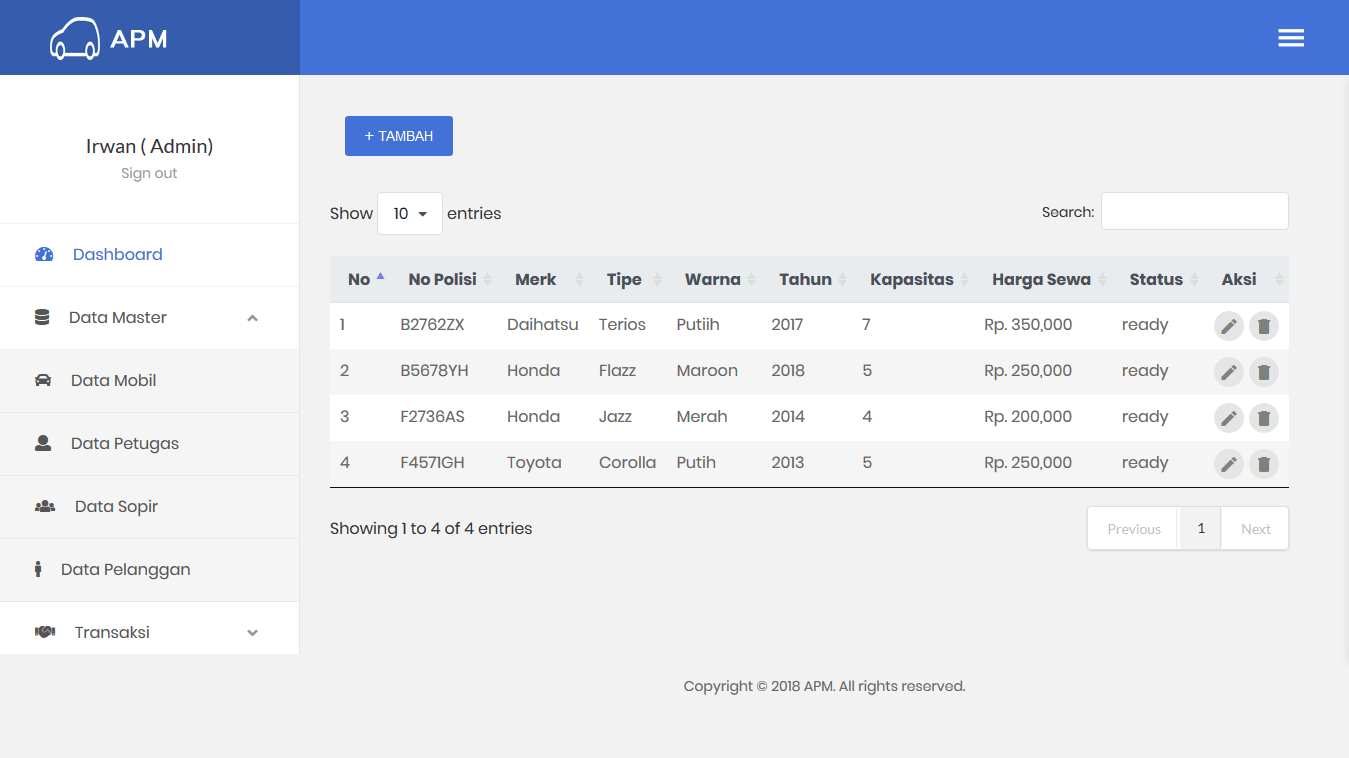 APM
Irwan ( Admin)
Sign out
Dashboard
Data Master
Data Mobil
Data Petugas
Data Sopir
Data Pelanggan
Transaksi
+ TAMBAH
Show 10 entries
Search:
No No Polisi Merk Tipe Warna Tahun Kapasitas Harga Sewa Status Aksi
1 B2762ZX Daihatsu Terios Putiih 2017 7 Rp. 350,000 ready
2 B5678YH Honda Flazz Maroon 2018 5 Rp. 250,000 ready
3 F2736AS Honda Jazz Merah 2014 4 Rp. 200,000 ready
4 F4571GH Toyota Corolla Putih 2013 5 Rp. 250,000 ready
Showing 1 to 4 of 4 entries
Previous 1 Next
Copyright © 2018 APM. All rights reserved.